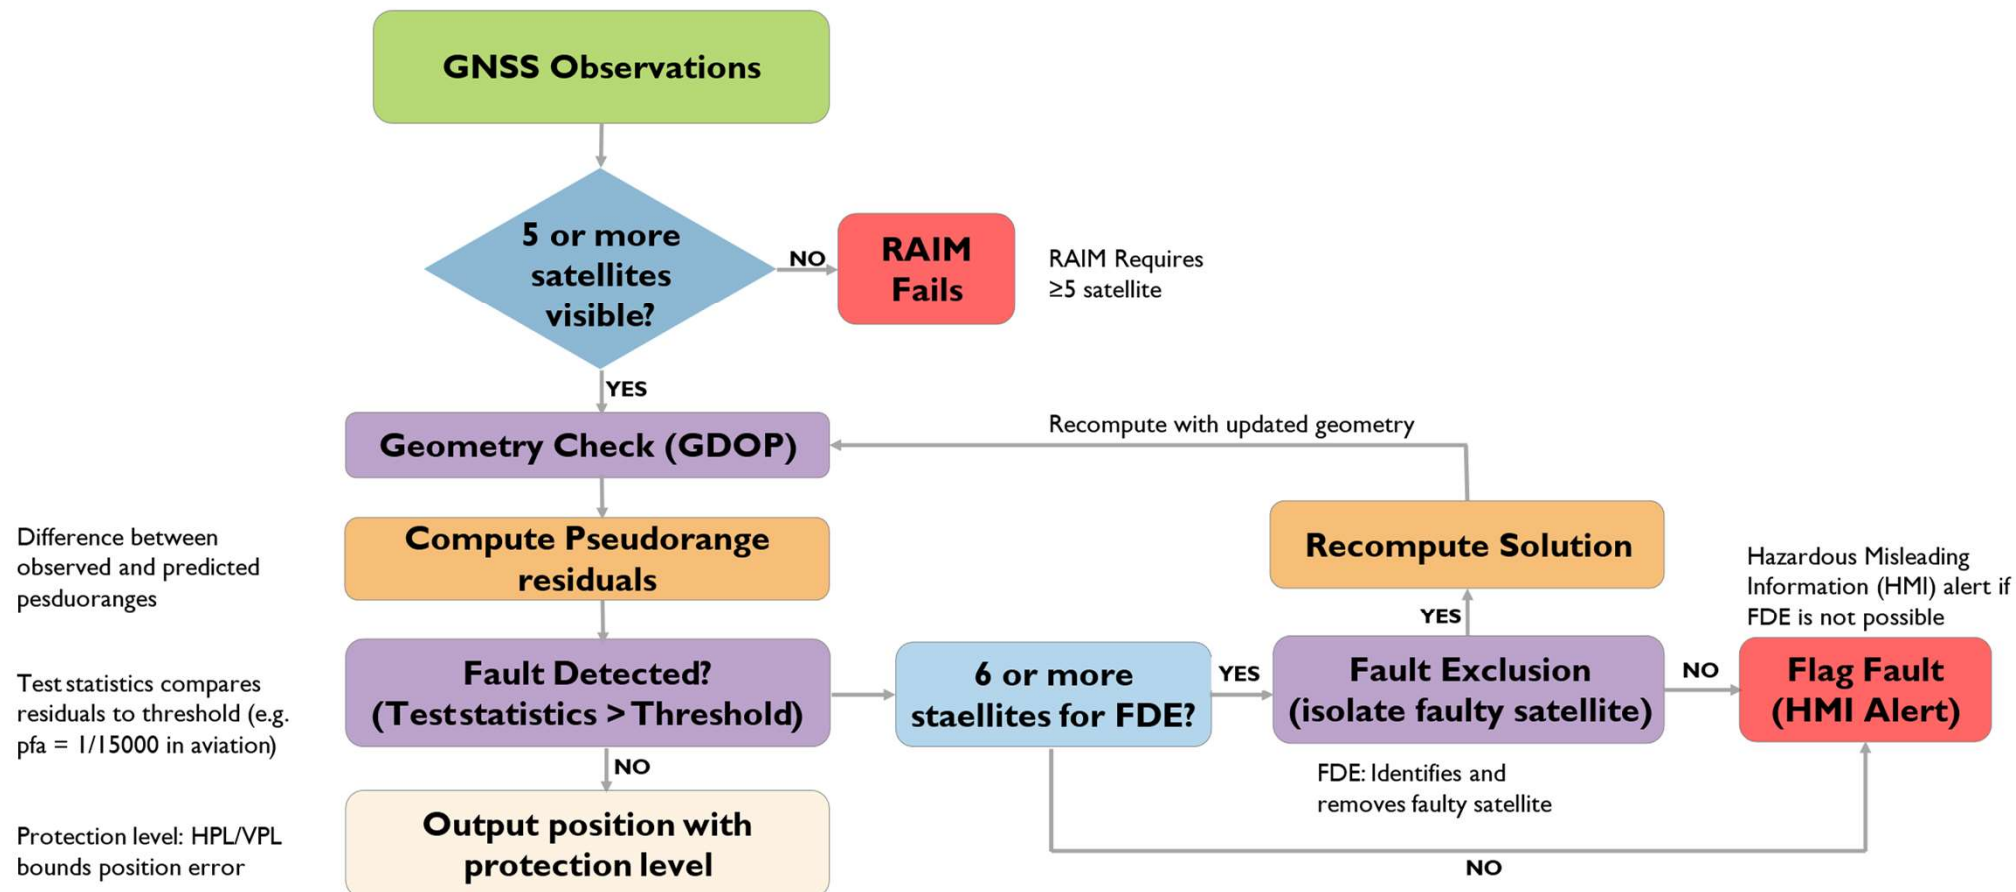 GNSS Observations
5 or more
satellites
visible?
NO
RAIM
Fails
RAIM Requires
≥5 satellite
YES
Geometry Check (GDOP)
Recompute with updated geometry
Difference between
observed and predicted
pesduoranges
Compute Pseudorange
residuals
Recompute Solution
Hazardous Misleading
Information (HMI) alert if
FDE is not possible
YES
Test statistics compares
residuals to threshold (e.g.
pfa = 1/15000 in aviation)
Fault Detected?
(Test statistics > Threshold)
6 or more
staellites for FDE?
YES
Fault Exclusion
(isolate faulty satellite)
NO
Flag Fault
(HMI Alert)
NO
FDE: Identifies and
removes faulty satellite
Protection level: HPL/VPL
bounds position error
Output position with
protection level
NO